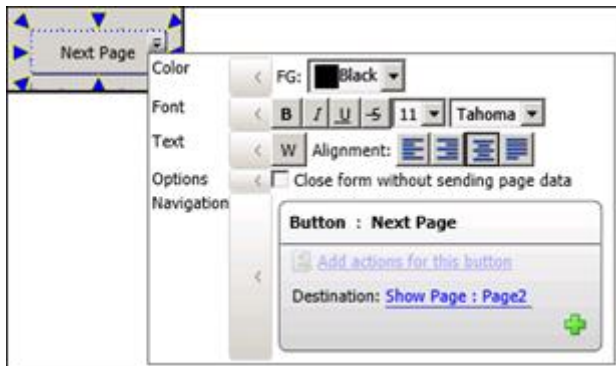 Next Page
Color
FG: Black
Font
B I U S 11 Tahoma
Text
W Alignment:
Options
Close form without sending page data
Navigation
Button : Next Page
Add actions for this button
Destination: Show Page : Page2